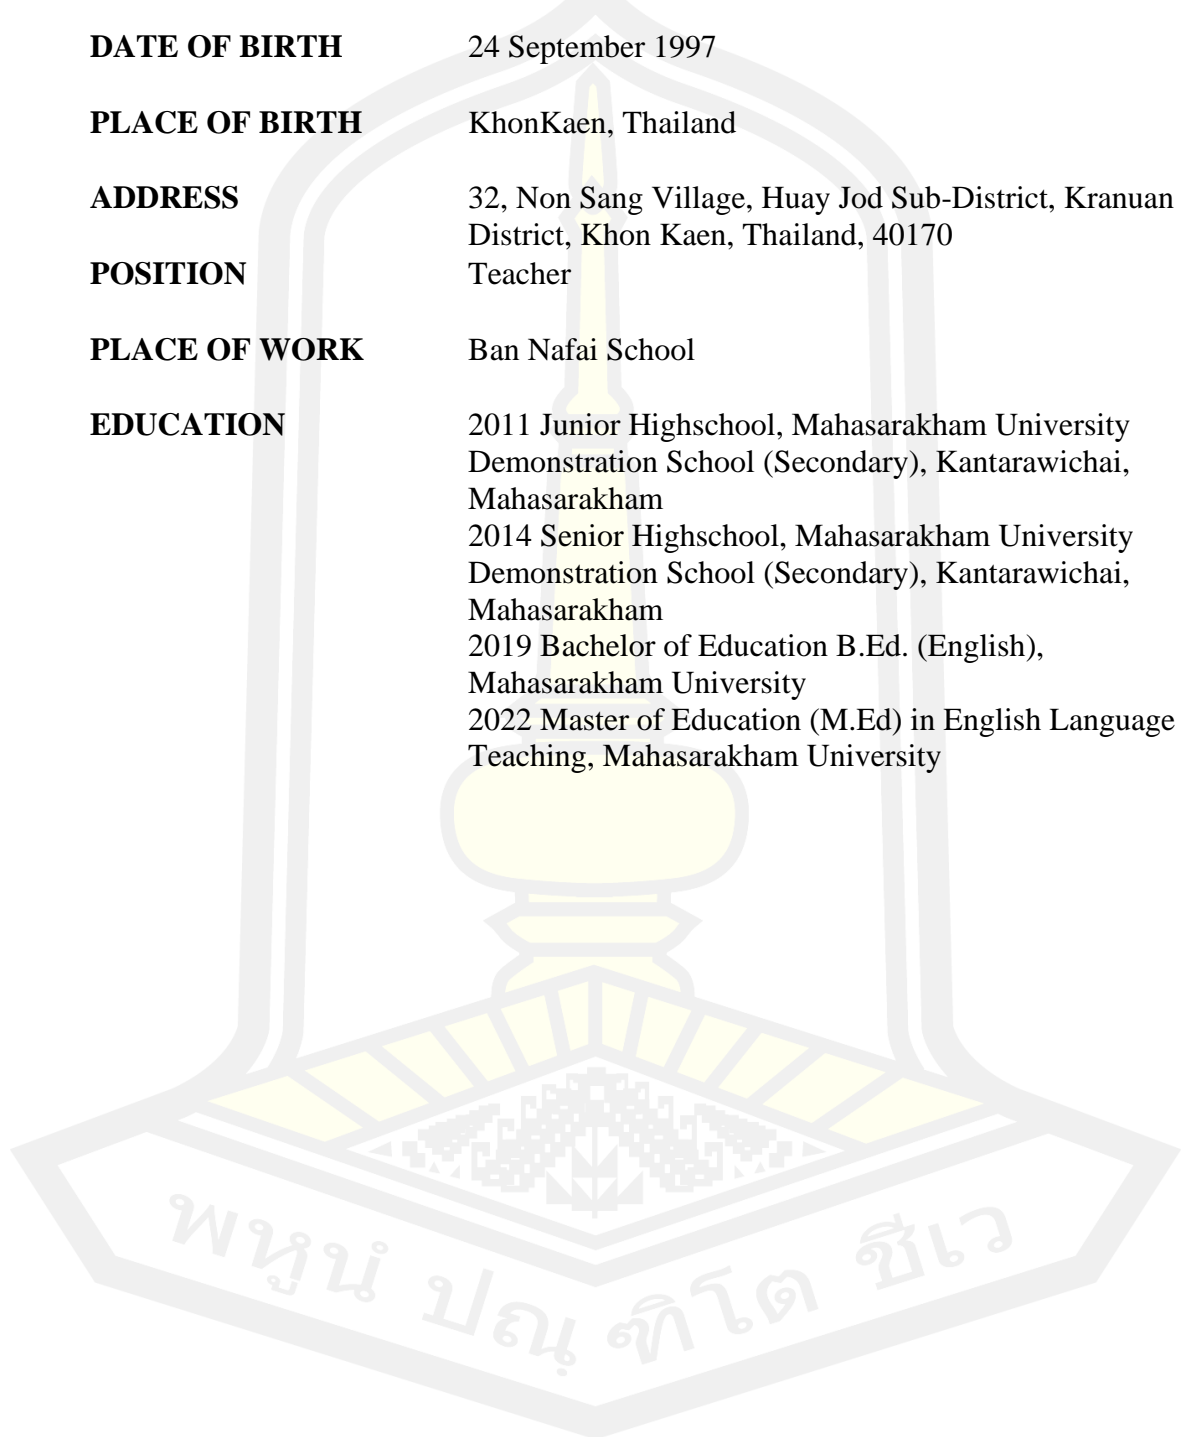 DATE OF BIRTH 24 September 1997
PLACE OF BIRTH KhonKaen, Thailand
ADDRESS 32, Non Sang Village, Huay Jod Sub-District, Kranuan
District, Khon Kaen, Thailand, 40170
POSITION Teacher
PLACE OF WORK Ban Nafai School
EDUCATION 2011 Junior Highschool, Mahasarakham University
Demonstration School (Secondary), Kantarawichai,
Mahasarakham
2014 Senior Highschool, Mahasarakham University
Demonstration School (Secondary), Kantarawichai,
Mahasarakham
2019 Bachelor of Education B.Ed. (English),
Mahasarakham University
2022 Master of Education (M.Ed) in English Language
Teaching, Mahasarakham University
พหูนํ ปณฺ ฑิโต ชีเว